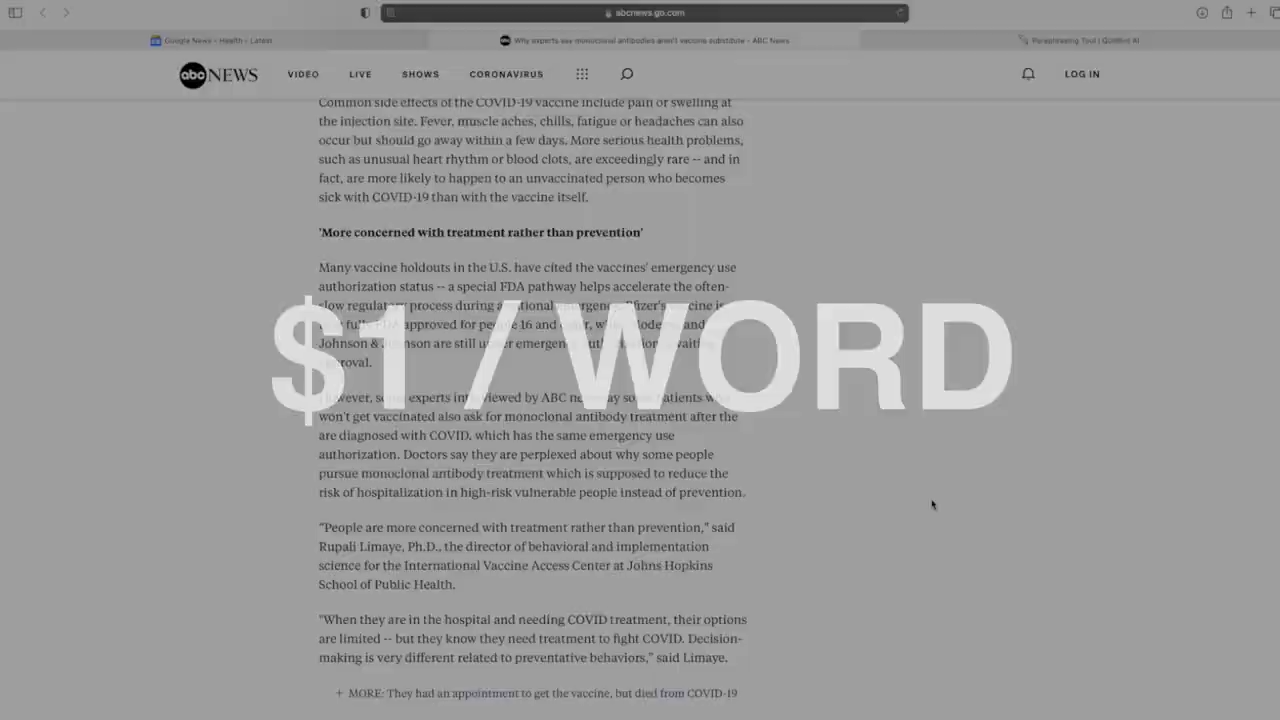 abcnews.go.com
Google News - Health - Latest
Why experts say monoclonal antibodies aren't vaccine substitute - ABC News
Paraphrasing Tool | QuillBot AI
abc NEWS VIDEO LIVE SHOWS CORONAVIRUS LOG IN
Common side effects of the COVID-19 vaccine include pain or swelling at
the injection site. Fever, muscle aches, chills, fatigue or headaches can also
occur but should go away within a few days. More serious health problems,
such as unusual heart rhythm or blood clots, are exceedingly rare -- and in
fact, are more likely to happen to an unvaccinated person who becomes
sick with COVID-19 than with the vaccine itself.
'More concerned with treatment rather than prevention'
Many vaccine holdouts in the U.S. have cited the vaccines' emergency use
authorization status -- a special FDA pathway helps accelerate the often-
slow regulatory process during a national emergency. Pfizer's vaccine is
fully FDA approved for people 16 and
Johnson & Johnson are still under emergency
$1 / WORD
However, some experts interviewed by ABC news say some patients who
won't get vaccinated also ask for monoclonal antibody treatment after the
are diagnosed with COVID, which has the same emergency use
authorization. Doctors say they are perplexed about why some people
pursue monoclonal antibody treatment which is supposed to reduce the
risk of hospitalization in high-risk vulnerable people instead of prevention.
"People are more concerned with treatment rather than prevention," said
Rupali Limaye, Ph.D., the director of behavioral and implementation
science for the International Vaccine Access Center at Johns Hopkins
School of Public Health.
"When they are in the hospital and needing COVID treatment, their options
are limited -- but they know they need treatment to fight COVID. Decision-
making is very different related to preventative behaviors," said Limaye.
+ MORE: They had an appointment to get the vaccine, but died from COVID-19